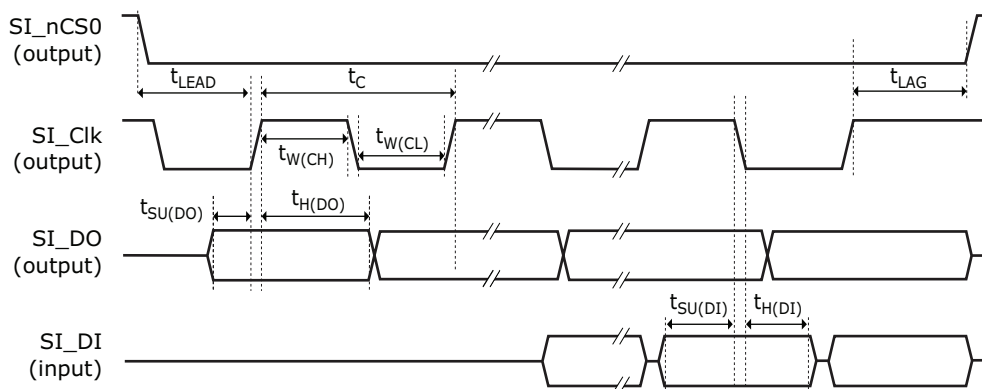 SI_nCS0
(output)
tLEAD
tC
tLAG
SI_Clk
(output)
tW(CH)
tW(CL)
tSU(DO)
tH(DO)
SI_DO
(output)
tSU(DI)
tH(DI)
SI_DI
(input)